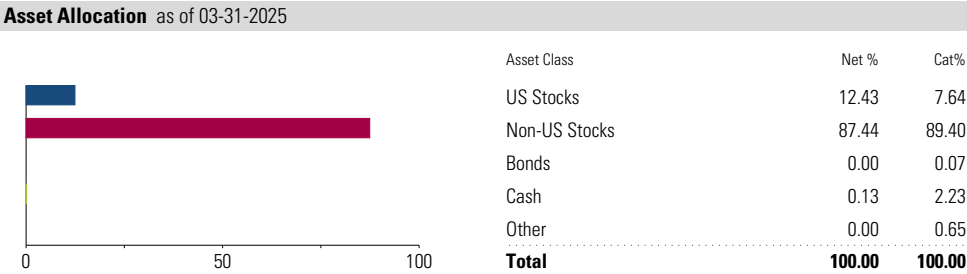 Asset Allocation as of 03-31-2025
0 50 100
Asset Class Net % Cat%
US Stocks 12.43 7.64
Non-US Stocks 87.44 89.40
Bonds 0.00 0.07
Cash 0.13 2.23
Other 0.00 0.65
Total 100.00 100.00